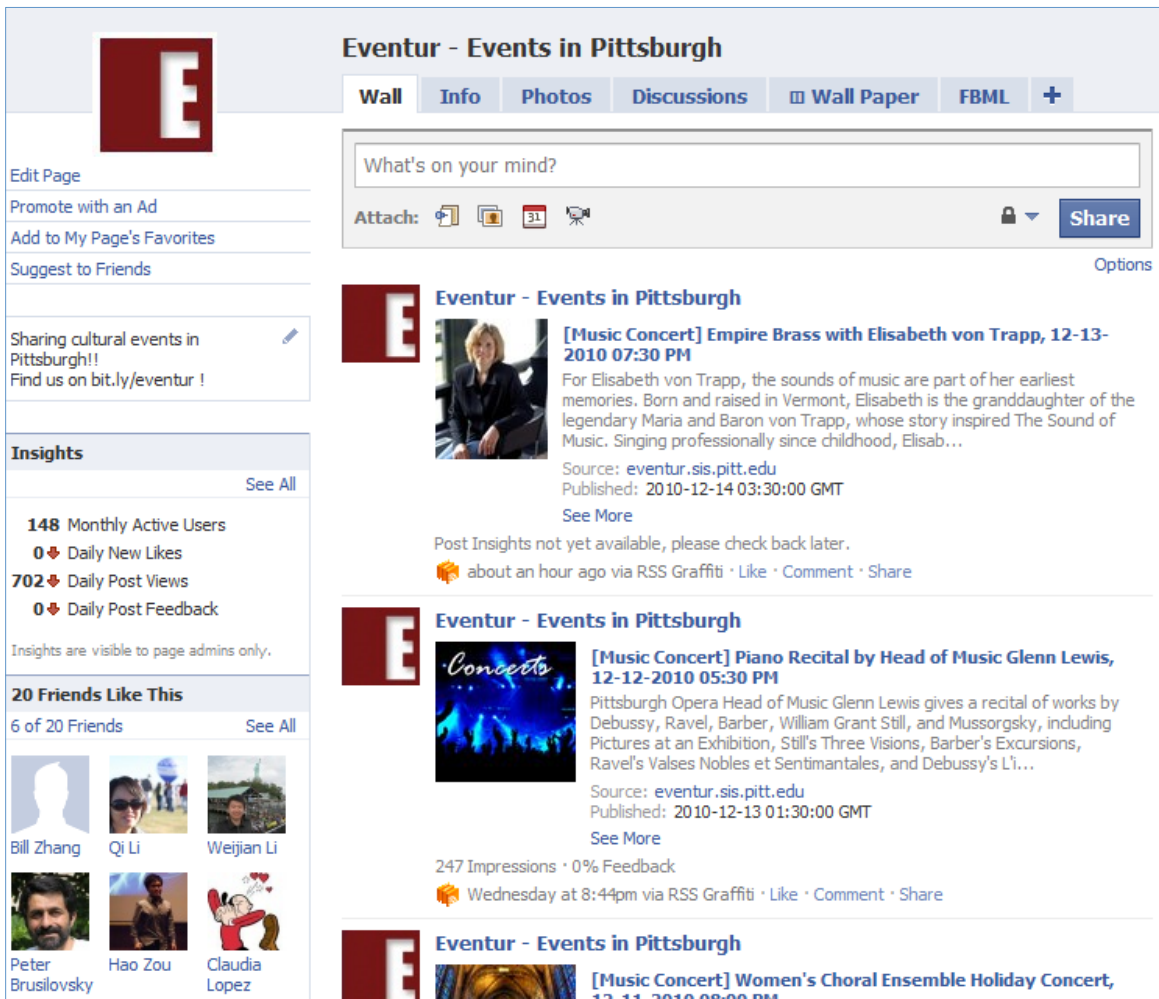 E
Eventur - Events in Pittsburgh
Wall Info Photos Discussions Wall Paper FBML +
What's on your mind?
Attach: 31 Share
Options
Edit Page
Promote with an Ad
Add to My Page's Favorites
Suggest to Friends
Sharing cultural events in
Pittsburgh!!
Find us on bit.ly/eventur !
Insights
See All
148 Monthly Active Users
0 Daily New Likes
702 Daily Post Views
0 Daily Post Feedback
Insights are visible to page admins only.
20 Friends Like This
6 of 20 Friends See All
Bill Zhang Qi Li Weijian Li
Peter Brusilovsky Hao Zou Claudia Lopez
E
Eventur - Events in Pittsburgh
[Music Concert] Empire Brass with Elisabeth von Trapp, 12-13-
2010 07:30 PM
For Elisabeth von Trapp, the sounds of music are part of her earliest
memories. Born and raised in Vermont, Elisabeth is the granddaughter of the
legendary Maria and Baron von Trapp, whose story inspired The Sound of
Music. Singing professionally since childhood, Elisab...
Source: eventur.sis.pitt.edu
Published: 2010-12-14 03:30:00 GMT
See More
Post Insights not yet available, please check back later.
about an hour ago via RSS Graffiti · Like · Comment · Share
E
Eventur - Events in Pittsburgh
Concerts
[Music Concert] Piano Recital by Head of Music Glenn Lewis,
12-12-2010 05:30 PM
Pittsburgh Opera Head of Music Glenn Lewis gives a recital of works by
Debussy, Ravel, Barber, William Grant Still, and Mussorgsky, including
Pictures at an Exhibition, Still's Three Visions, Barber's Excursions,
Ravel's Valses Nobles et Sentimantales, and Debussy's L'i...
Source: eventur.sis.pitt.edu
Published: 2010-12-13 01:30:00 GMT
See More
247 Impressions · 0% Feedback
Wednesday at 8:44pm via RSS Graffiti · Like · Comment · Share
E
Eventur - Events in Pittsburgh
[Music Concert] Women's Choral Ensemble Holiday Concert,
12-11-2010 08:00 PM